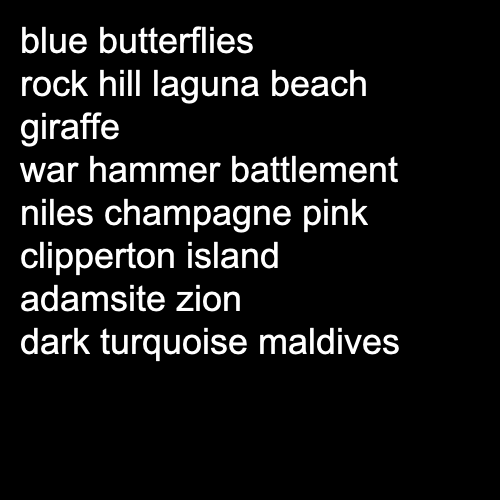 blue butterflies
rock hill laguna beach
giraffe
war hammer battlement
niles champagne pink
clipperton island
adamsite zion
dark turquoise maldives